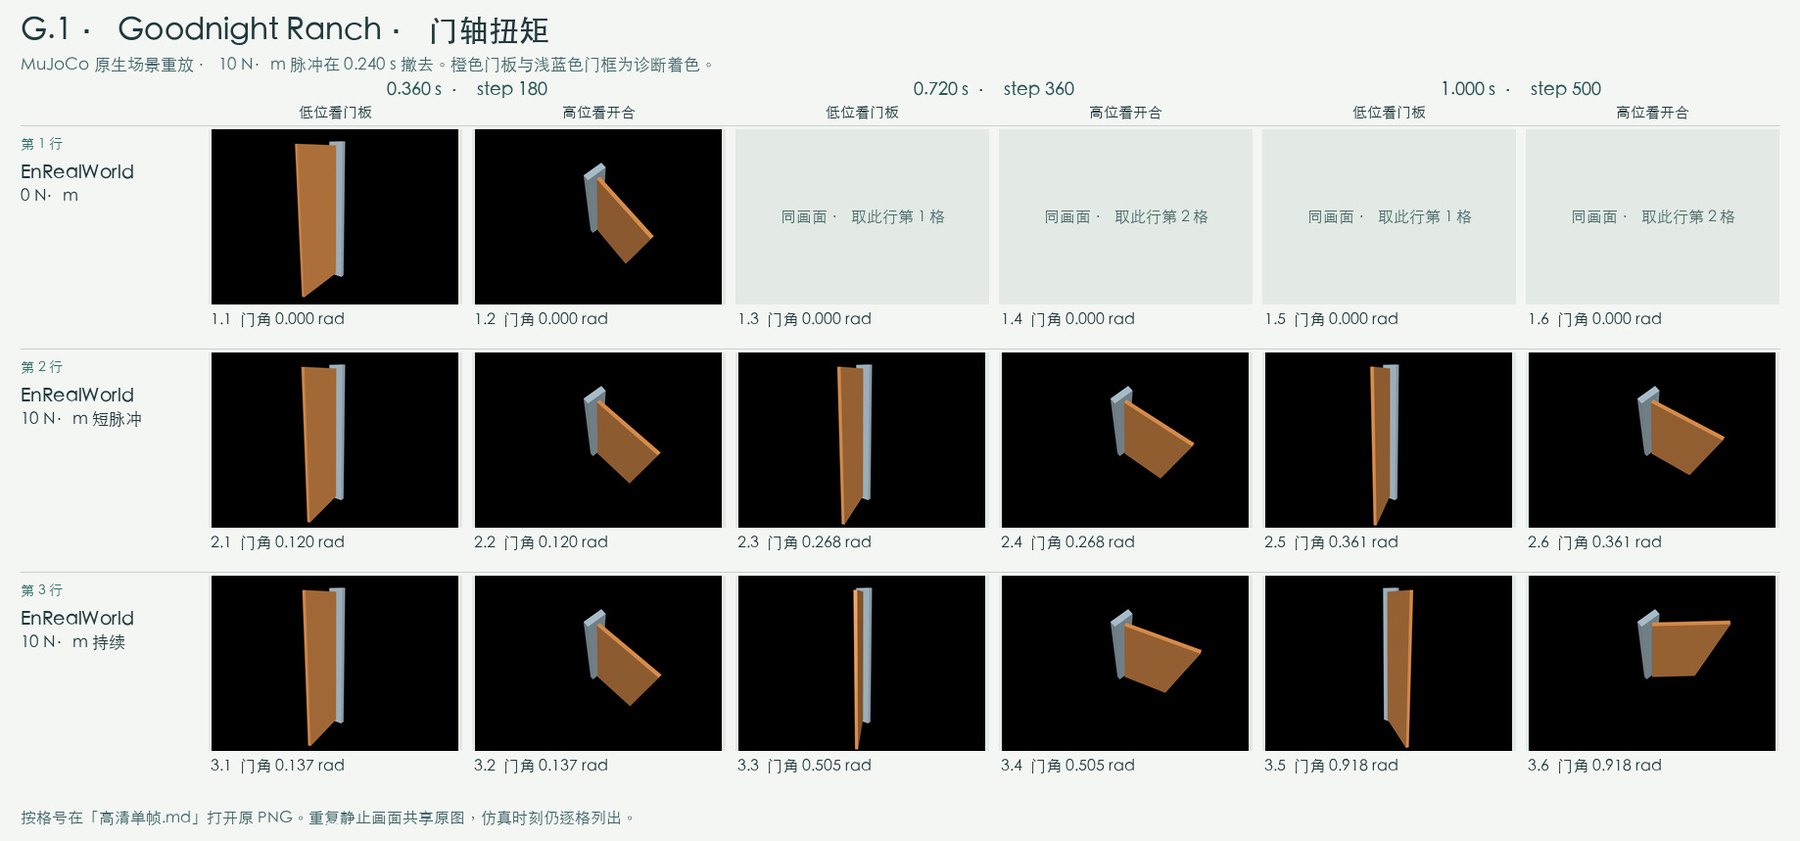 G.1 · Goodnight Ranch · 门轴扭矩
MuJoCo 原生场景重放 · 10 N· m 脉冲在 0.240 s 撤去。橙色门板与浅蓝色门框为诊断着色。
0.360 s · step 180
0.720 s · step 360
1.000 s · step 500
低位看门板
高位看开合
低位看门板
高位看开合
低位看门板
高位看开合
第 1 行
EnRealWorld
0 N· m
同画面 · 取此行第 1 格
同画面 · 取此行第 2 格
同画面 · 取此行第 1 格
同画面 · 取此行第 2 格
1.1 门角 0.000 rad
1.2 门角 0.000 rad
1.3 门角 0.000 rad
1.4 门角 0.000 rad
1.5 门角 0.000 rad
1.6 门角 0.000 rad
第 2 行
EnRealWorld
10 N· m 短脉冲
2.1 门角 0.120 rad
2.2 门角 0.120 rad
2.3 门角 0.268 rad
2.4 门角 0.268 rad
2.5 门角 0.361 rad
2.6 门角 0.361 rad
第 3 行
EnRealWorld
10 N· m 持续
3.1 门角 0.137 rad
3.2 门角 0.137 rad
3.3 门角 0.505 rad
3.4 门角 0.505 rad
3.5 门角 0.918 rad
3.6 门角 0.918 rad
按格号在「高清单帧.md」打开原 PNG。重复静止画面共享原图，仿真时刻仍逐格列出。